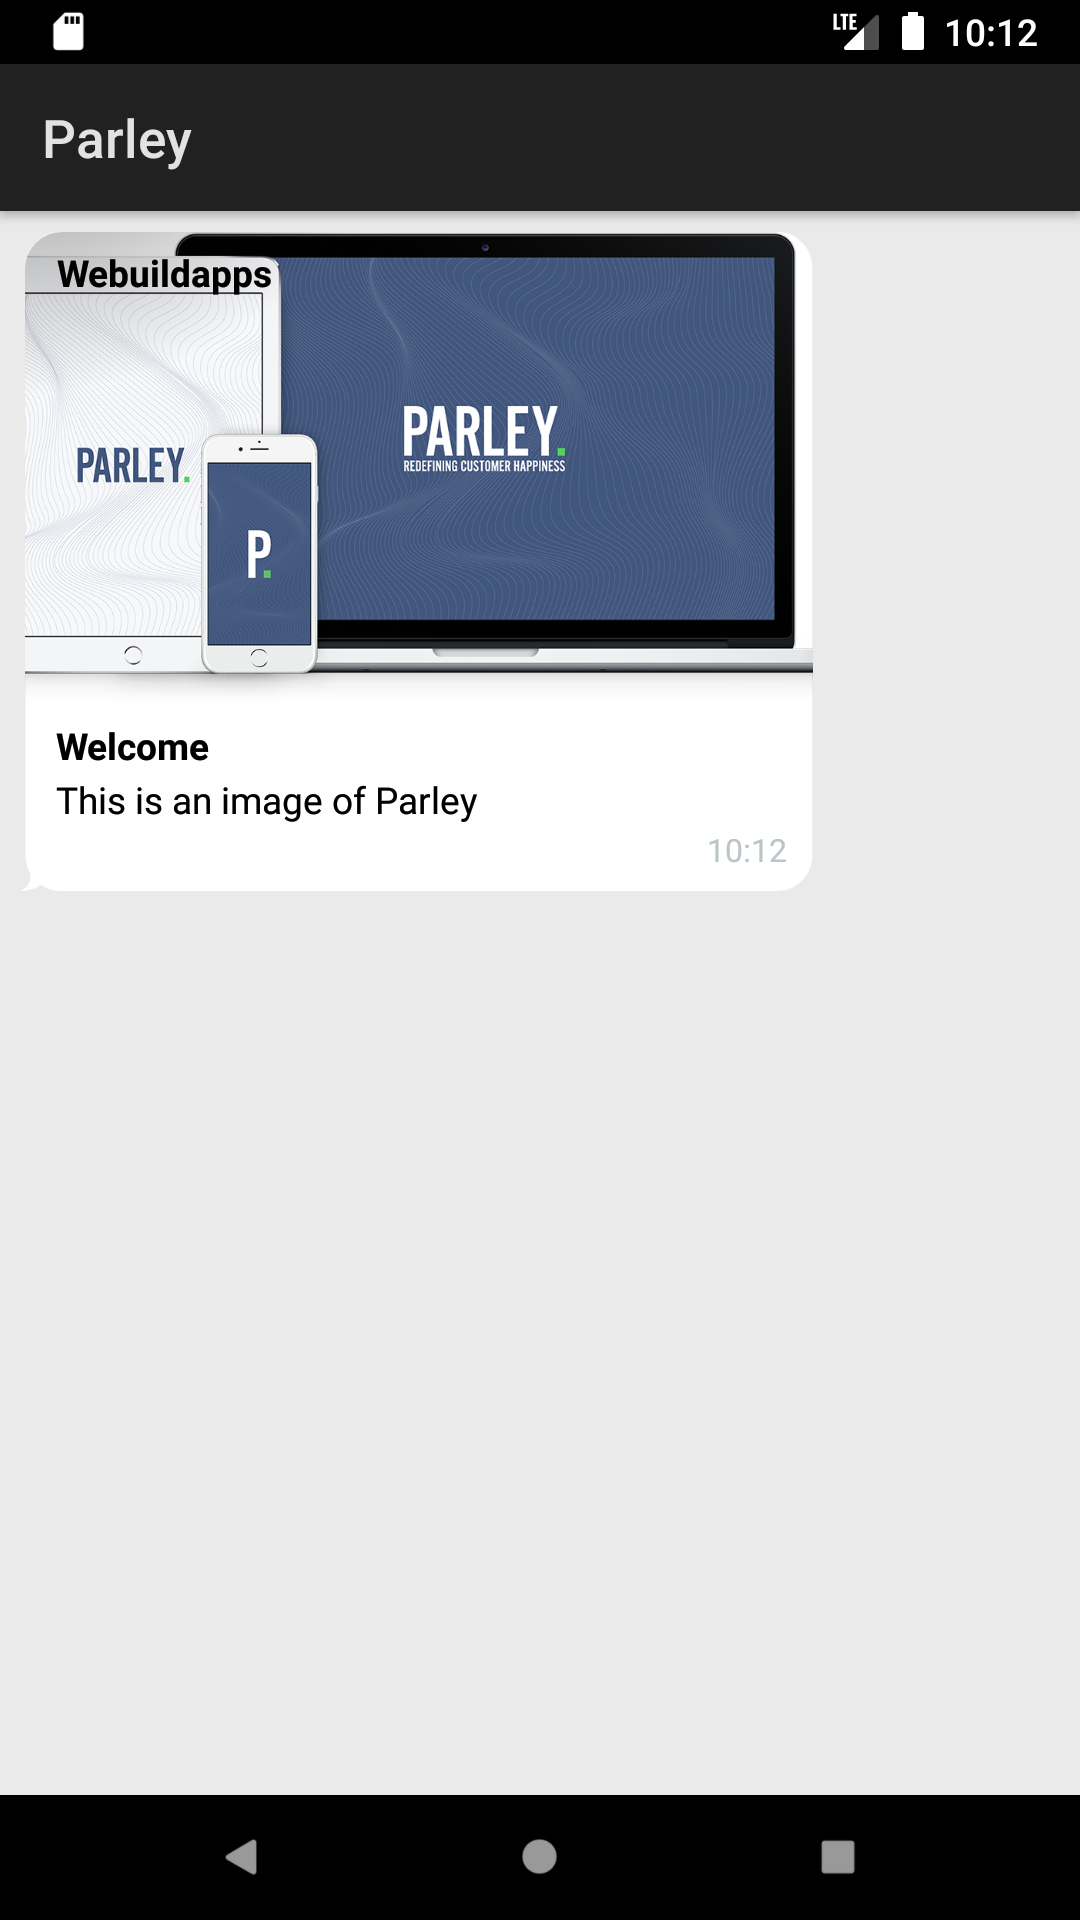 LTE 10:12
Parley
Webuildapps
PARLEY.
REDEFINING CUSTOMER HAPPINESS
PARLEY.
P.
Welcome
This is an image of Parley
10:12